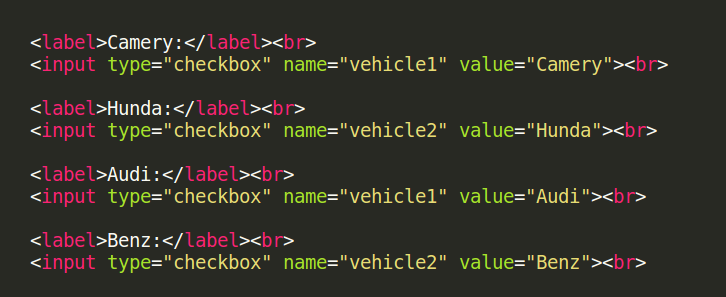 <label>Camery:</label><br>
<input type="checkbox" name="vehicle1" value="Camery"><br>
<label>Hunda:</label><br>
<input type="checkbox" name="vehicle2" value="Hunda"><br>
<label>Audi:</label><br>
<input type="checkbox" name="vehicle1" value="Audi"><br>
<label>Benz:</label><br>
<input type="checkbox" name="vehicle2" value="Benz"><br>